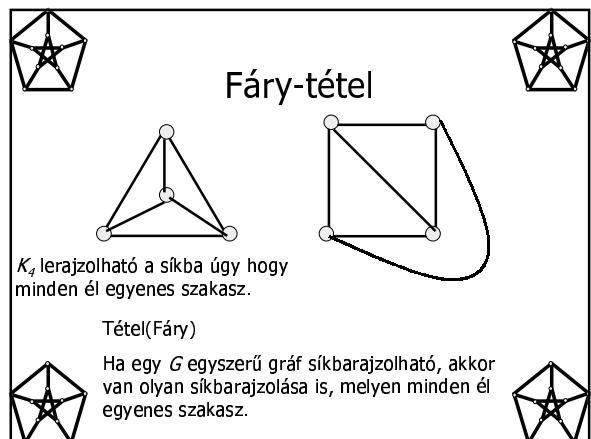 Fáry-tétel
K4 lerajzolható a síkba úgy hogy
minden él egyenes szakasz.
Tétel(Fáry)
Ha egy G egyszerű gráf síkbarajzolható, akkor
van olyan síkbarajzolása is, melyen minden él
egyenes szakasz.